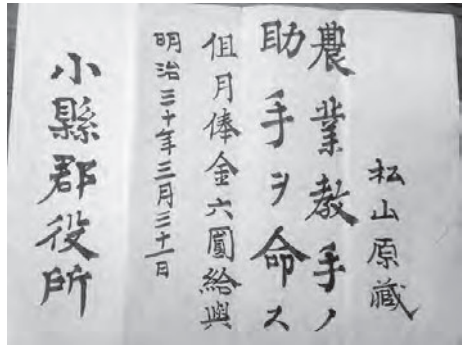 松山原藏
農業教手ノ
助手ヲ命ス
但月俸金六圓給與
明治三十年三月三十一日
小縣郡役所